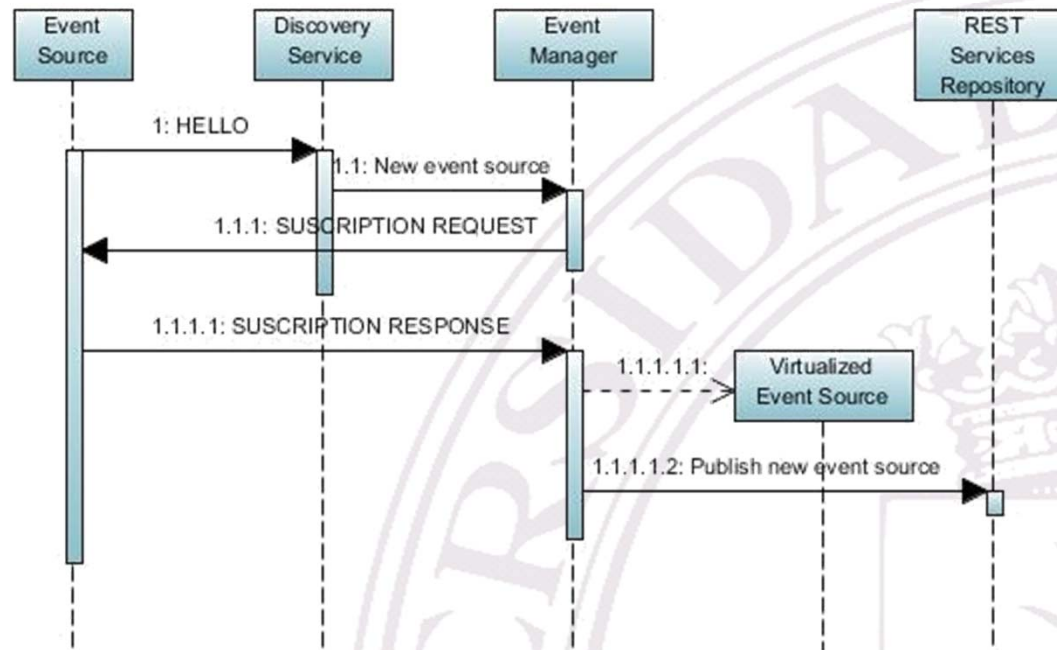 Event
Source
Discovery
Service
Event
Manager
REST
Services
Repository
1: HELLO
1.1: New event source
1.1.1: SUSCRIPTION REQUEST
1.1.1.1: SUSCRIPTION RESPONSE
1.1.1.1.1:
Virtualized
Event Source
1.1.1.1.2: Publish new event source
RSIDAD